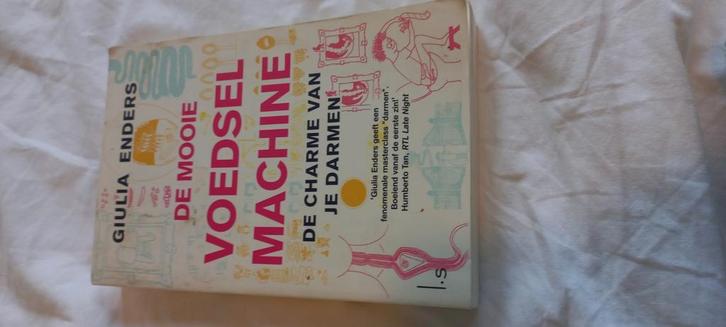 GIULIA ENDERS
DE MOOIE
VOEDSEL
MACHINE
DE CHARME VAN
JE DARMEN
'Giulia Enders geeft een
fenomenale masterclass "darmen".
Boeiend vanaf de eerste zin!'
Humberto Tan, RTL Late Night
l.s